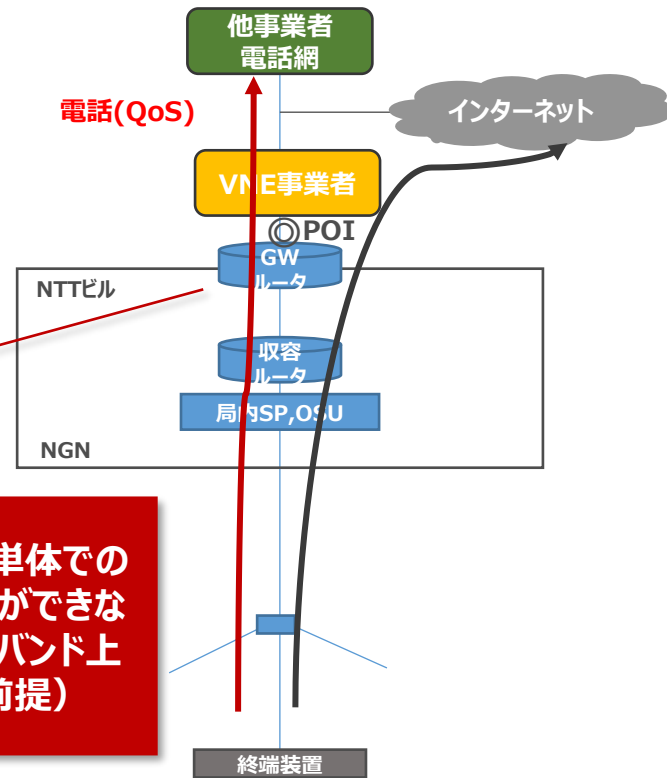 他事業者
電話網
電話(QoS)
インターネット
VNE事業者
◎POI
GW
ルータ
NTTビル
収容
ルータ
局内SP,OSU
NGN
単体での
ができな
バンド上
前提）
終端装置